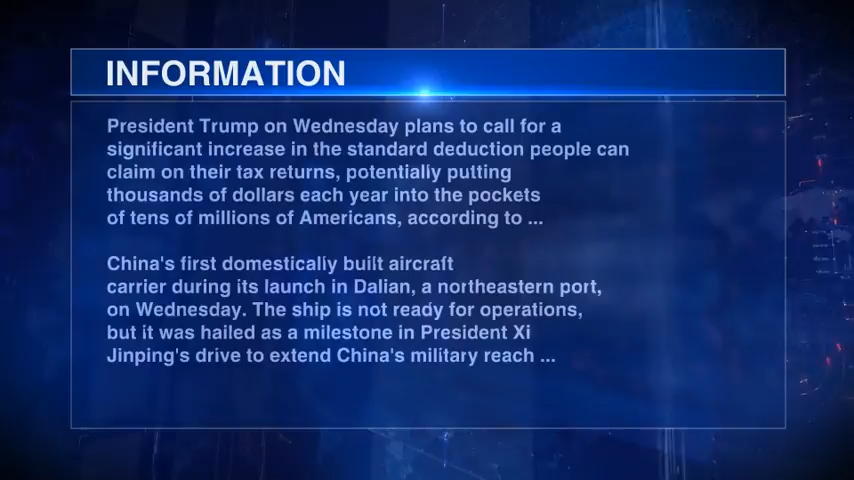 INFORMATION
President Trump on Wednesday plans to call for a
significant increase in the standard deduction people can
claim on their tax returns, potentially putting
thousands of dollars each year into the pockets
of tens of millions of Americans, according to ...
China's first domestically built aircraft
carrier during its launch in Dalian, a northeastern port,
on Wednesday. The ship is not ready for operations,
but it was hailed as a milestone in President Xi
Jinping's drive to extend China's military reach ...